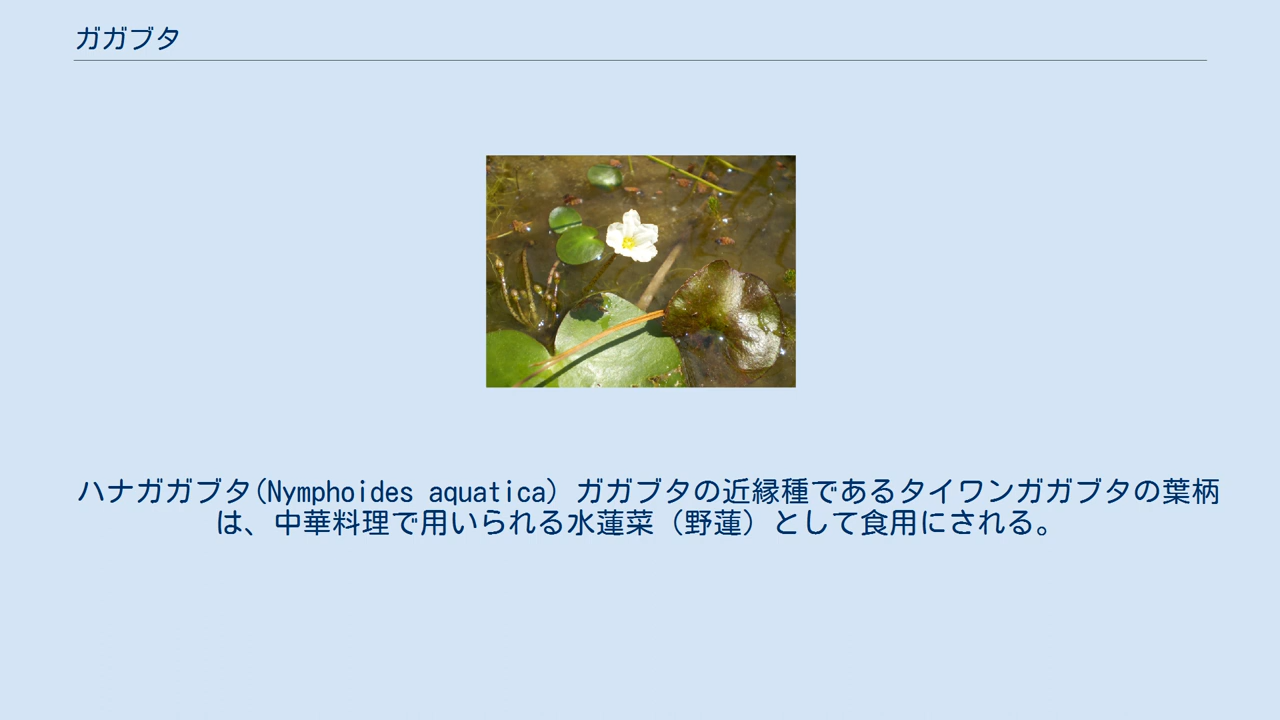 ガガブタ
ハナガガブタ(Nymphoides aquatica) ガガブタの近縁種であるタイワンガガブタの葉柄
は、中華料理で用いられる水蓮菜（野蓮）として食用にされる。